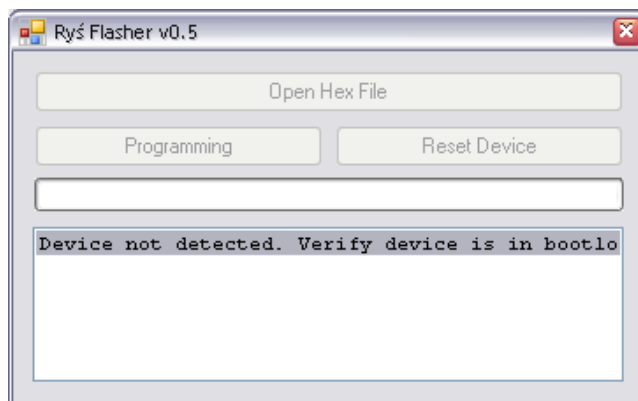 Ryś Flasher v0.5
Open Hex File
Programming
Reset Device
Device not detected. Verify device is in bootlo